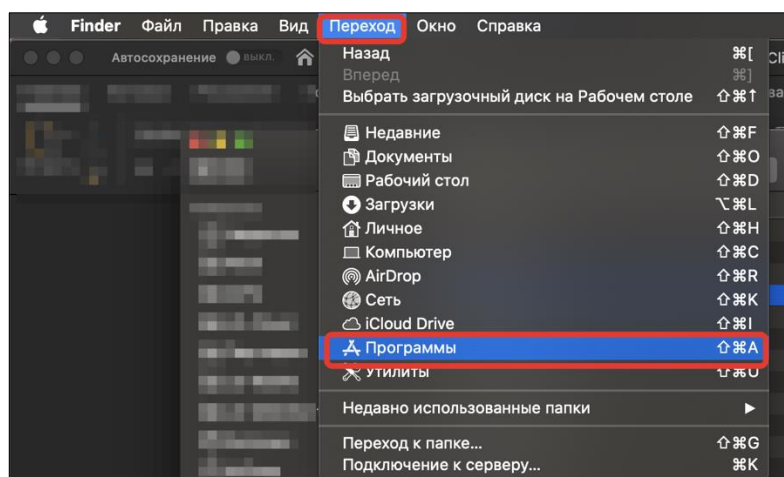 Finder Файл Правка Вид Переход Окно Справка
Автосохранение выкл.
Назад ⌘[
Вперед ⌘]
Выбрать загрузочный диск на Рабочем столе ⇧⌘↑
Недавние ⇧⌘F
Документы ⇧⌘O
Рабочий стол ⇧⌘D
Загрузки ⌥⌘L
Личное ⇧⌘H
Компьютер ⇧⌘C
AirDrop ⇧⌘R
Сеть ⇧⌘K
iCloud Drive ⇧⌘I
Программы ⇧⌘A
Утилиты ⇧⌘U
Недавно использованные папки ▶
Переход к папке... ⇧⌘G
Подключение к серверу... ⌘K